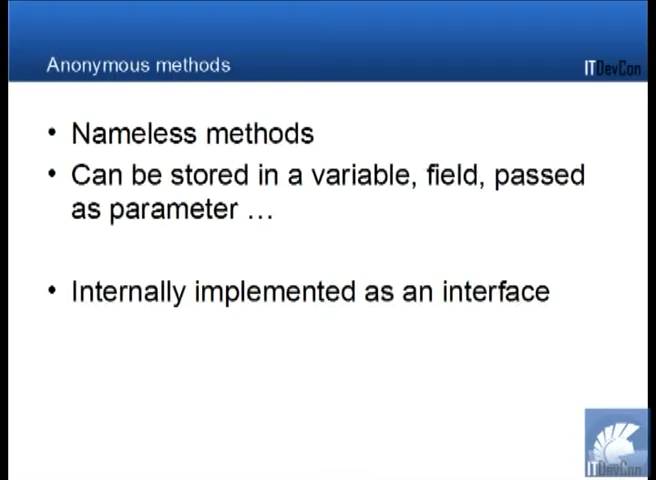 Anonymous methods
ITDevCon
• Nameless methods
• Can be stored in a variable, field, passed
as parameter …
• Internally implemented as an interface
ITDevCon